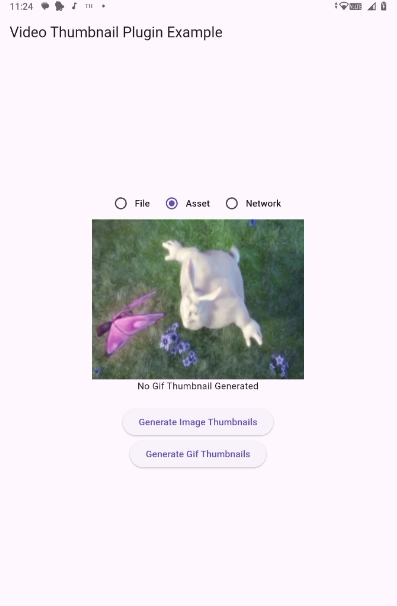 11:24
Video Thumbnail Plugin Example
File Asset Network
No Gif Thumbnail Generated
Generate Image Thumbnails
Generate Gif Thumbnails